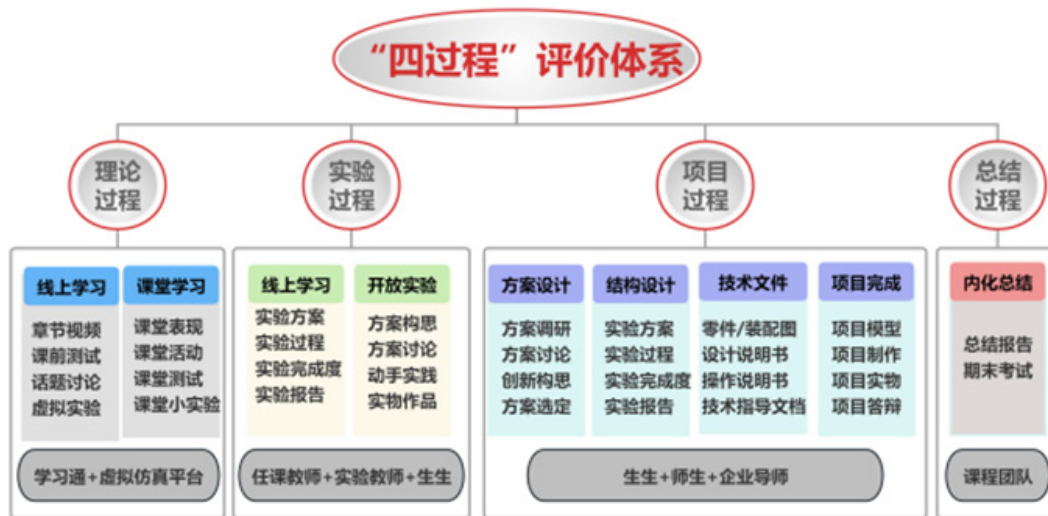 “四过程”评价体系
理论
过程
实验
过程
项目
过程
总结
过程
线上学习
章节视频
课前测试
话题讨论
虚拟实验
课堂学习
课堂表现
课堂活动
课堂测试
课堂小实验
学习通+虚拟仿真平台
线上学习
实验方案
实验过程
实验完成度
实验报告
开放实验
方案构思
方案讨论
动手实践
实物作品
任课教师+实验教师+生生
方案设计
方案调研
方案讨论
创新构思
方案选定
结构设计
实验方案
实验过程
实验完成度
实验报告
技术文件
零件/装配图
设计说明书
操作说明书
技术指导文档
项目完成
项目模型
项目制作
项目实物
项目答辩
生生+师生+企业导师
内化总结
总结报告
期末考试
课程团队